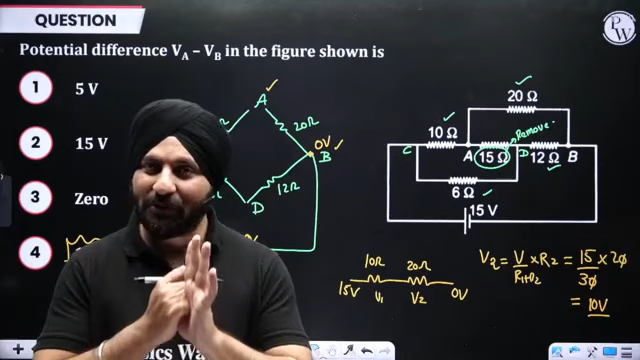 QUESTION
PW
Potential difference V_A – V_B in the figure shown is
1 5 V
2 15 V
3 Zero
4
A
20Ω
0V
B
D
12Ω
20 Ω
Remove
10 Ω
C
A
15 Ω
D
12 Ω
B
6 Ω
15 V
10Ω 20Ω
15V V₁ V₂ 0V
V₂ = V/(R₁+R₂) × R₂ = 15/30 × 20
= 10V